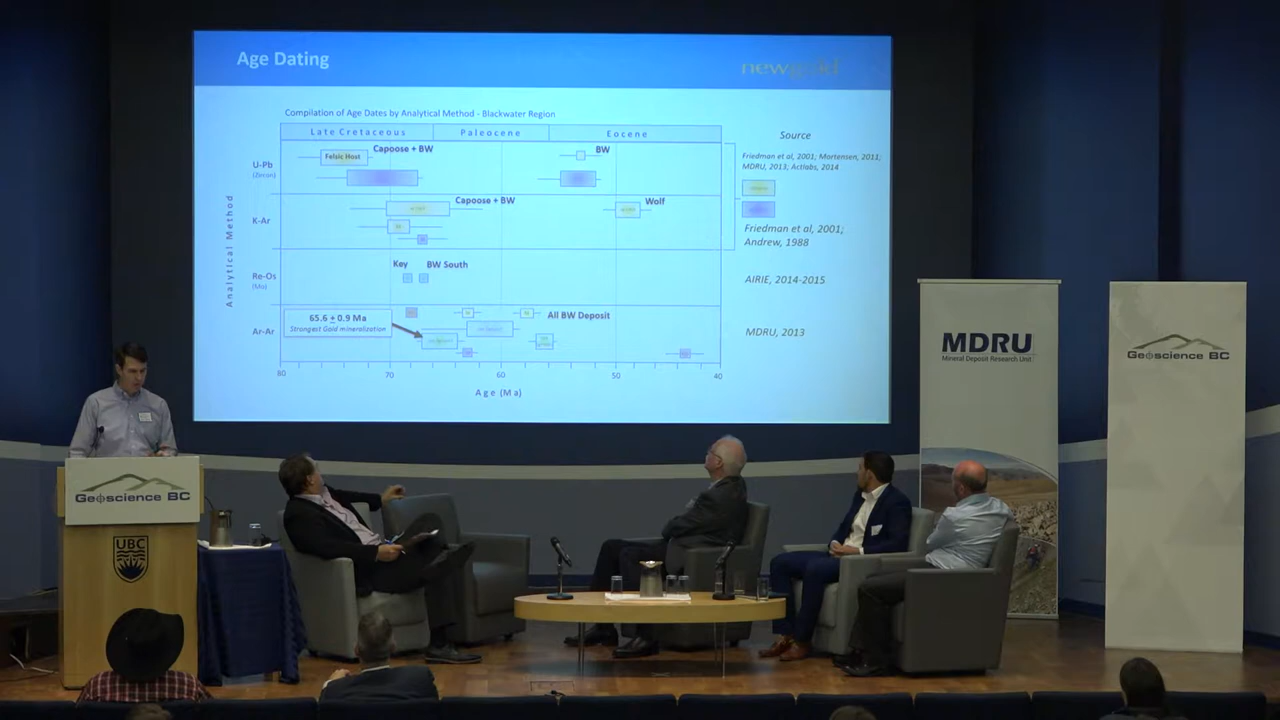 Age Dating
newgold
Compilation of Age Dates by Analytical Method - Blackwater Region
Late Cretaceous
Paleocene
Eocene
Source
Analytical Method
U-Pb
(Zircon)
Felsic Host
Capoose + BW
BW
Friedman et al, 2001; Mortensen, 2011;
MDRU, 2013; Actlabs, 2014
K-Ar
Capoose + BW
Wolf
Friedman et al, 2001;
Andrew, 1988
Re-Os
(Mo)
Key
BW South
AIRIE, 2014-2015
Ar-Ar
65.6 ± 0.9 Ma
Strongest Gold mineralization
All BW Deposit
MDRU, 2013
80
70
60
50
40
Age (Ma)
MDRU
Mineral Deposit Research Unit
Geoscience BC
Geoscience BC
UBC